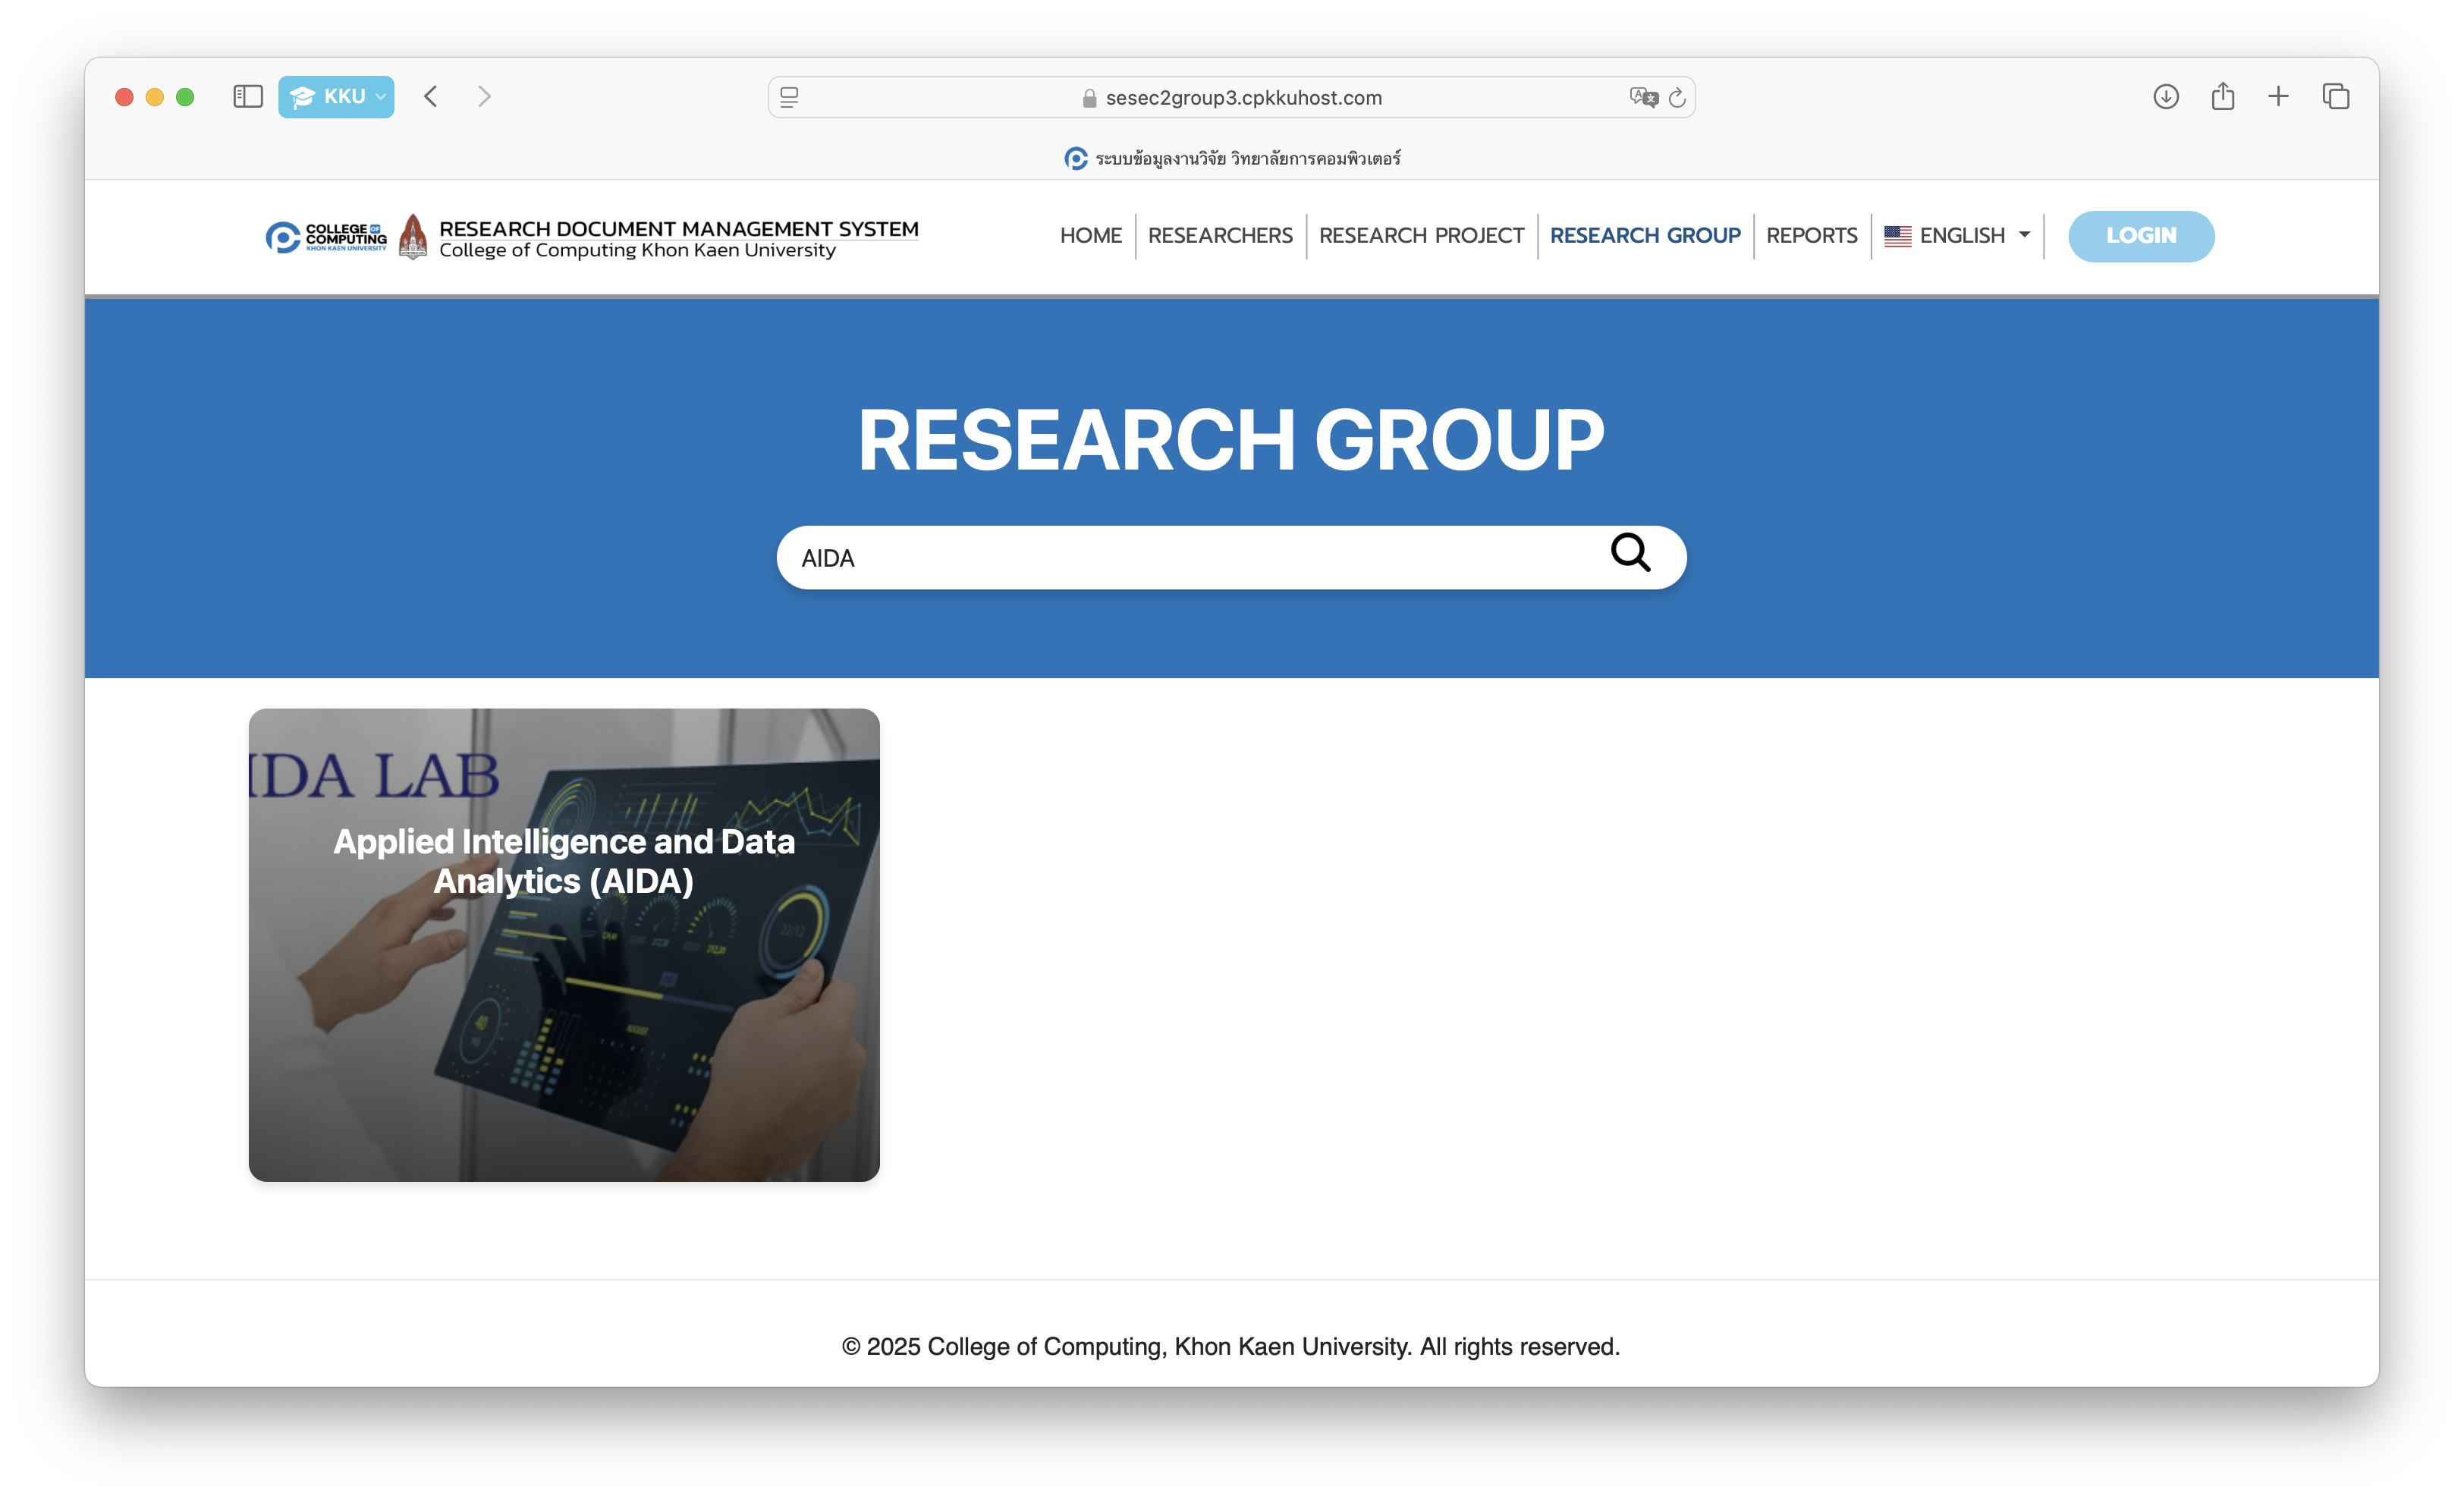 KKU
sesec2group3.cpkkuhost.com
ระบบข้อมูลงานวิจัย วิทยาลัยการคอมพิวเตอร์
COLLEGE OF
COMPUTING
KHON KAEN UNIVERSITY
RESEARCH DOCUMENT MANAGEMENT SYSTEM
College of Computing Khon Kaen University
HOME
RESEARCHERS
RESEARCH PROJECT
RESEARCH GROUP
REPORTS
ENGLISH
LOGIN
RESEARCH GROUP
AIDA
IDA LAB
Applied Intelligence and Data
Analytics (AIDA)
40
AUGUST
© 2025 College of Computing, Khon Kaen University. All rights reserved.